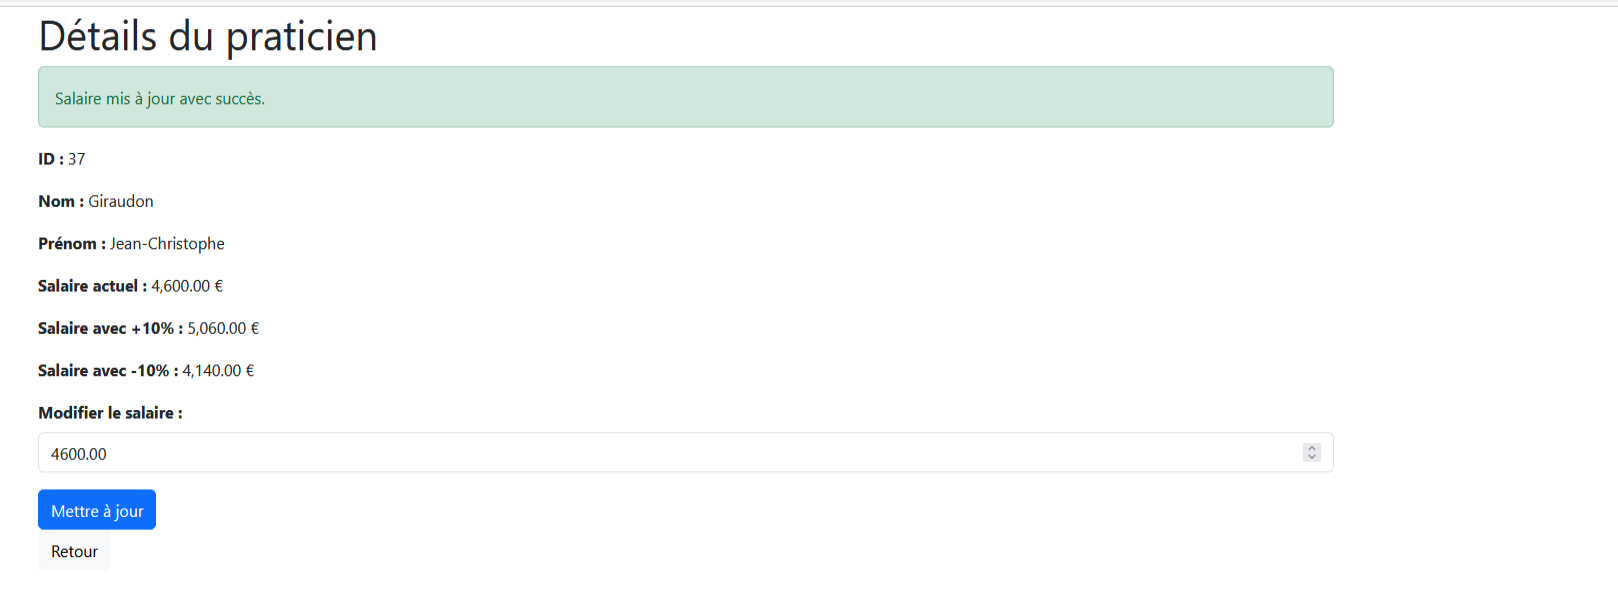 Détails du praticien
Salaire mis à jour avec succès.
ID : 37
Nom : Giraudon
Prénom : Jean-Christophe
Salaire actuel : 4,600.00 €
Salaire avec +10% : 5,060.00 €
Salaire avec -10% : 4,140.00 €
Modifier le salaire :
4600.00
Mettre à jour
Retour